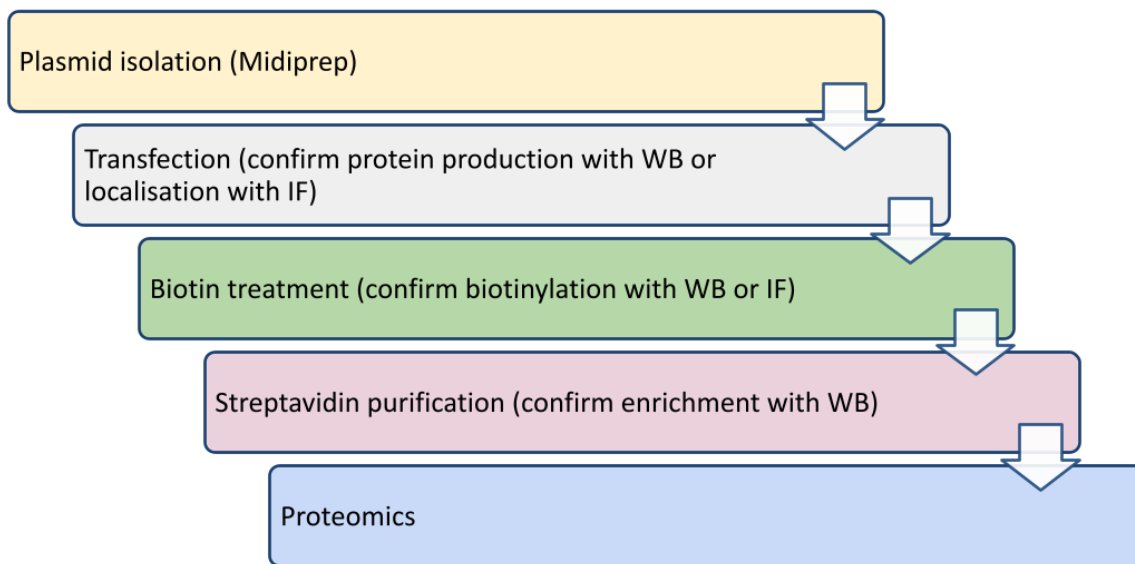 Plasmid isolation (Midiprep)
Transfection (confirm protein production with WB or
localisation with IF)
Biotin treatment (confirm biotinylation with WB or IF)
Streptavidin purification (confirm enrichment with WB)
Proteomics